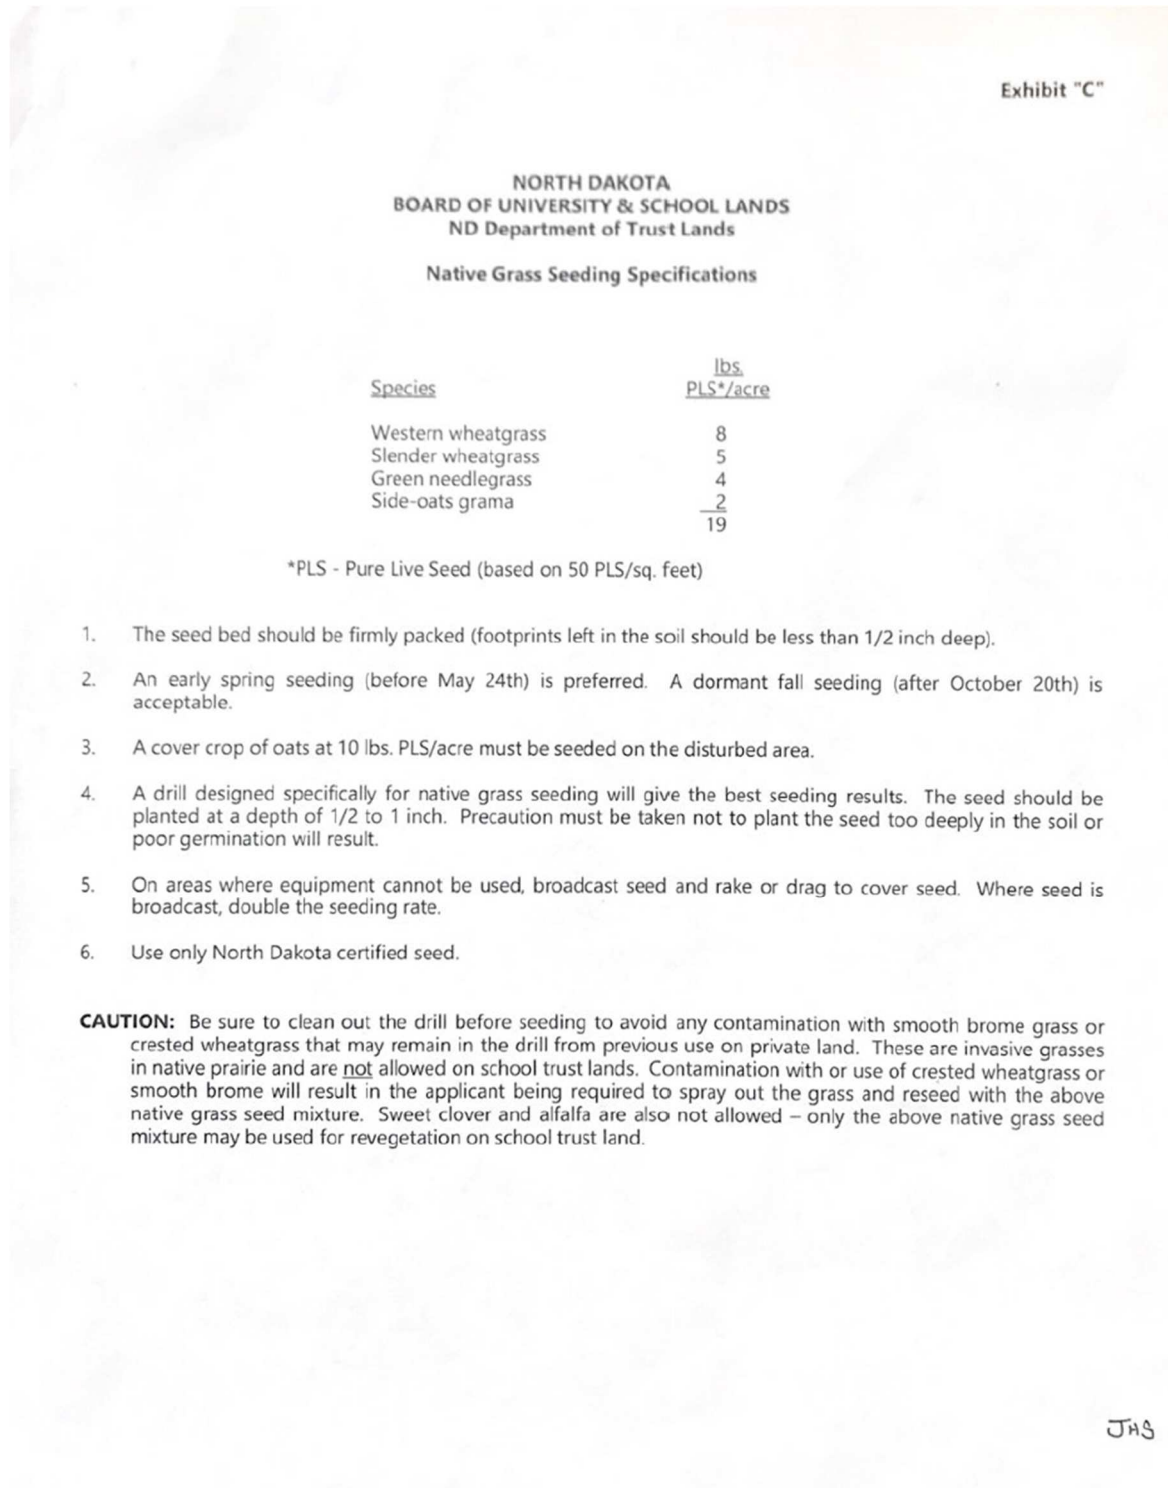 Exhibit "C"
NORTH DAKOTA
BOARD OF UNIVERSITY & SCHOOL LANDS
ND Department of Trust Lands
Native Grass Seeding Specifications
lbs.
Species PLS*/acre
Western wheatgrass 8
Slender wheatgrass 5
Green needlegrass 4
Side-oats grama 2
19
*PLS - Pure Live Seed (based on 50 PLS/sq. feet)
1. The seed bed should be firmly packed (footprints left in the soil should be less than 1/2 inch deep).
2. An early spring seeding (before May 24th) is preferred. A dormant fall seeding (after October 20th) is
acceptable.
3. A cover crop of oats at 10 lbs. PLS/acre must be seeded on the disturbed area.
4. A drill designed specifically for native grass seeding will give the best seeding results. The seed should be
planted at a depth of 1/2 to 1 inch. Precaution must be taken not to plant the seed too deeply in the soil or
poor germination will result.
5. On areas where equipment cannot be used, broadcast seed and rake or drag to cover seed. Where seed is
broadcast, double the seeding rate.
6. Use only North Dakota certified seed.
CAUTION: Be sure to clean out the drill before seeding to avoid any contamination with smooth brome grass or
crested wheatgrass that may remain in the drill from previous use on private land. These are invasive grasses
in native prairie and are not allowed on school trust lands. Contamination with or use of crested wheatgrass or
smooth brome will result in the applicant being required to spray out the grass and reseed with the above
native grass seed mixture. Sweet clover and alfalfa are also not allowed – only the above native grass seed
mixture may be used for revegetation on school trust land.
JHS